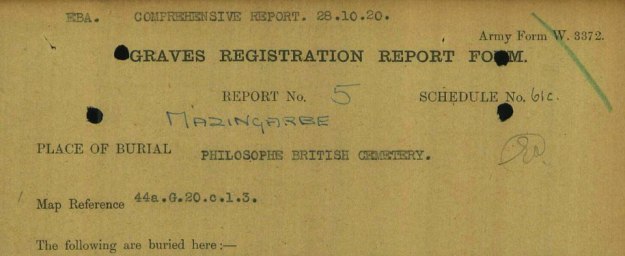 EBA. COMPREHENSIVE REPORT. 28.10.20.
Army Form W. 3372.
GRAVES REGISTRATION REPORT FORM.
REPORT No. 5 SCHEDULE No. 61c.
MAZINGARBE
PLACE OF BURIAL PHILOSOPHE BRITISH CEMETERY.
Map Reference 44a.G.20.c.1.3.
The following are buried here :—